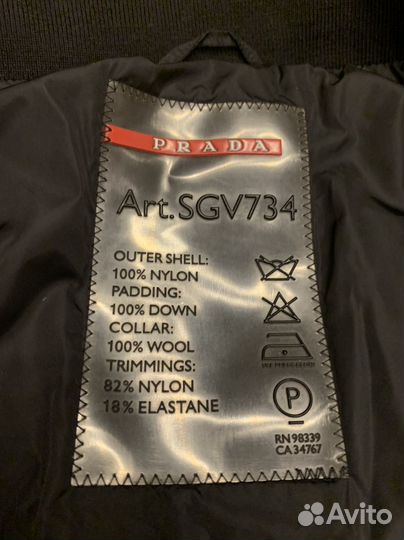 PRADA
Art.SGV734
OUTER SHELL:
100% NYLON
PADDING:
100% DOWN
COLLAR:
100% WOOL
TRIMMINGS:
82% NYLON
18% ELASTANE
P
RN 98339
CA 34767
Avito